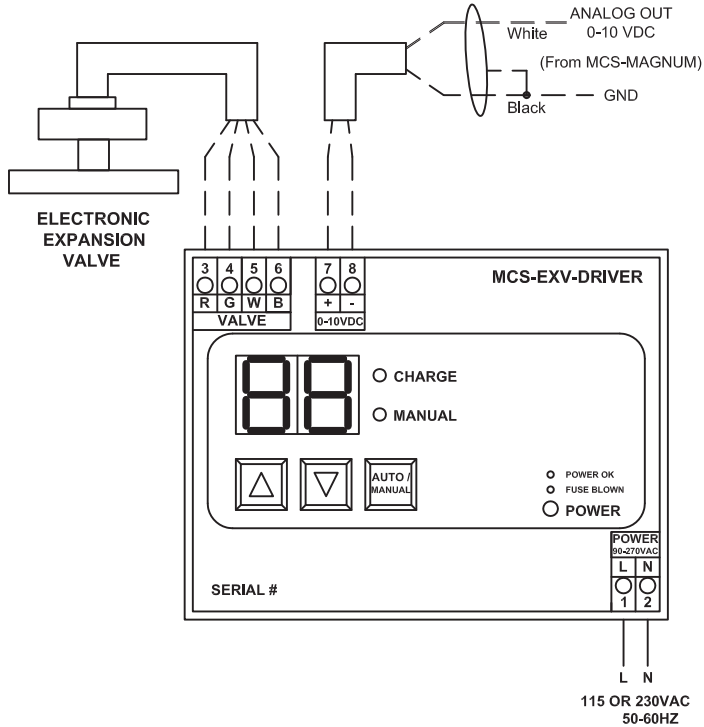 ANALOG OUT
0-10 VDC
White
(From MCS-MAGNUM)
GND
Black
ELECTRONIC
EXPANSION
VALVE
3 4 5 6
R G W B
VALVE
7 8
+ -
0-10VDC
MCS-EXV-DRIVER
88
CHARGE
MANUAL
AUTO /
MANUAL
POWER OK
FUSE BLOWN
POWER
POWER
90-270VAC
L N
1 2
SERIAL #
L N
115 OR 230VAC
50-60HZ